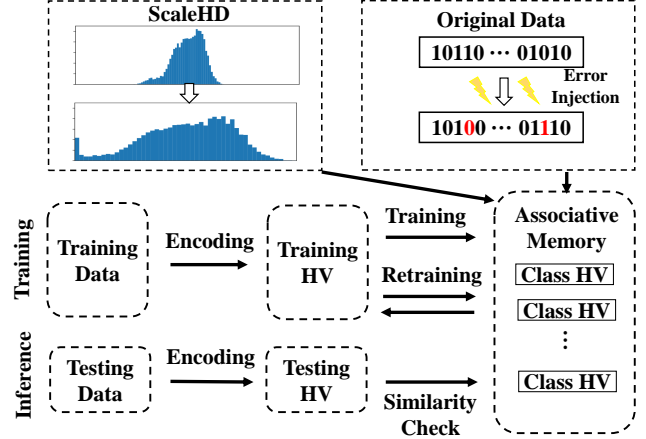 ScaleHD
Original Data
10110 ··· 01010
Error
Injection
10100 ··· 01110
Training
Training
Data
Encoding
Training
HV
Training
Retraining
Associative
Memory
Class HV
Class HV
⋮
Class HV
Inference
Testing
Data
Encoding
Testing
HV
Similarity
Check